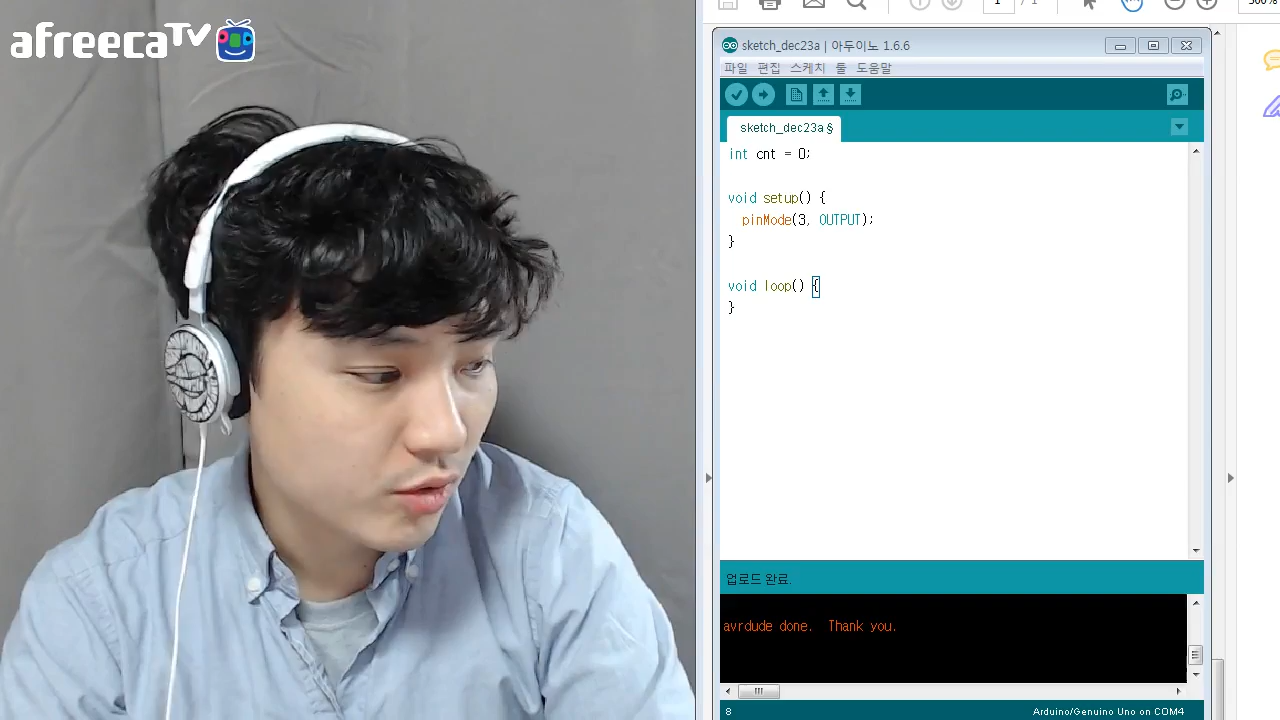 afreecaTV
1 / 1
sketch_dec23a | 아두이노 1.6.6
파일 편집 스케치 툴 도움말
sketch_dec23a §
int cnt = 0;
void setup() {
pinMode(3, OUTPUT);
}
void loop() {
}
업로드 완료.
avrdude done. Thank you.
8 Arduino/Genuino Uno on COM4